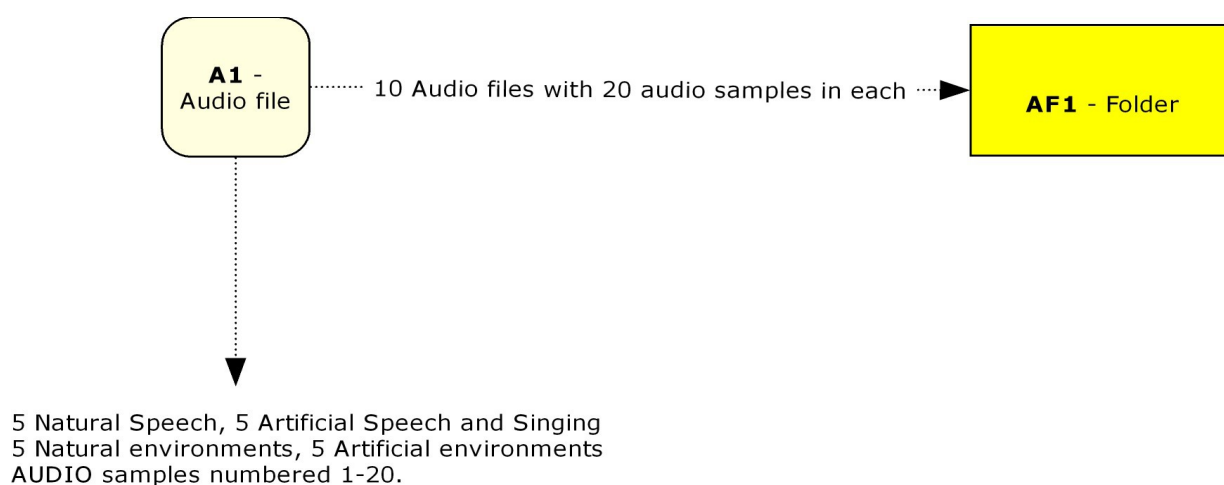 A1 -
Audio file
10 Audio files with 20 audio samples in each
AF1 - Folder
5 Natural Speech, 5 Artificial Speech and Singing
5 Natural environments, 5 Artificial environments
AUDIO samples numbered 1-20.